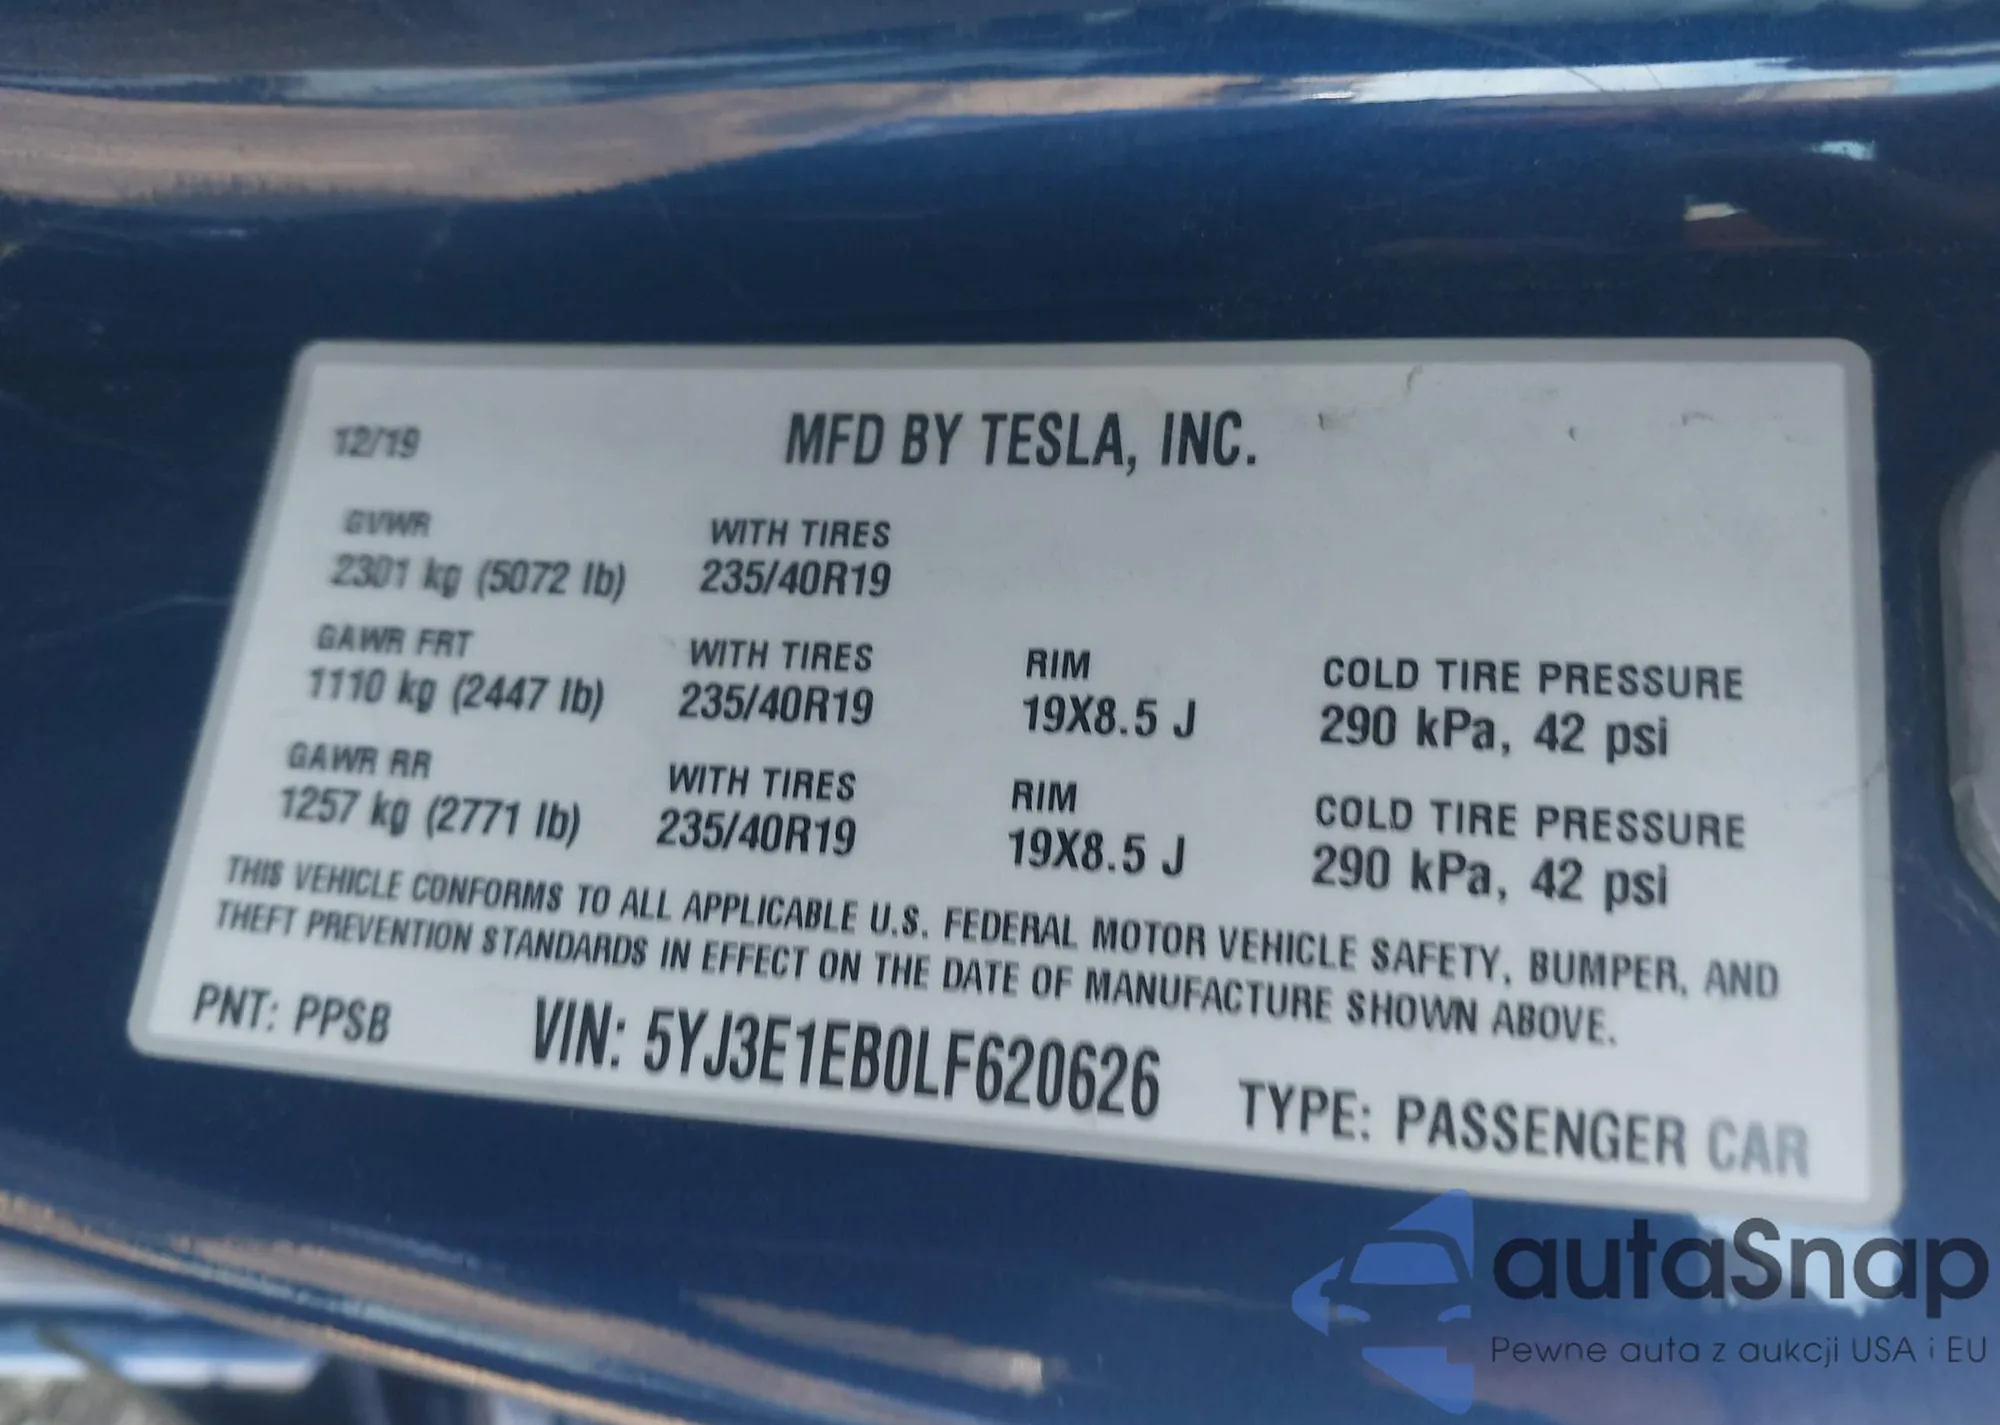 12/19 MFD BY TESLA, INC.
GVWR WITH TIRES
2301 kg (5072 lb) 235/40R19
GAWR FRT WITH TIRES RIM COLD TIRE PRESSURE
1110 kg (2447 lb) 235/40R19 19X8.5 J 290 kPa, 42 psi
GAWR RR WITH TIRES RIM COLD TIRE PRESSURE
1257 kg (2771 lb) 235/40R19 19X8.5 J 290 kPa, 42 psi
THIS VEHICLE CONFORMS TO ALL APPLICABLE U.S. FEDERAL MOTOR VEHICLE SAFETY, BUMPER, AND
THEFT PREVENTION STANDARDS IN EFFECT ON THE DATE OF MANUFACTURE SHOWN ABOVE.
PNT: PPSB VIN: 5YJ3E1EB0LF620626 TYPE: PASSENGER CAR
autaSnap
Pewne auta z aukcji USA i EU